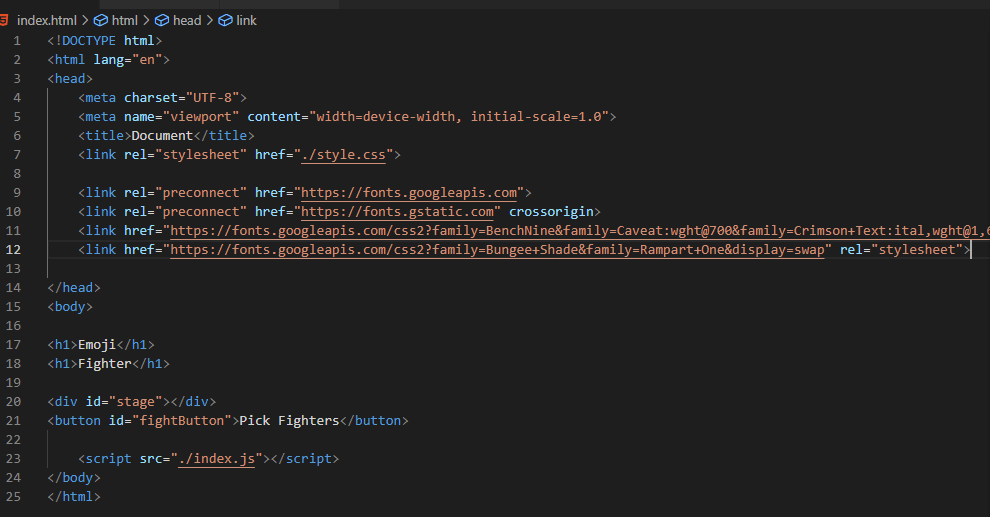 index.html > html > head > link
1 <!DOCTYPE html>
2 <html lang="en">
3 <head>
4 <meta charset="UTF-8">
5 <meta name="viewport" content="width=device-width, initial-scale=1.0">
6 <title>Document</title>
7 <link rel="stylesheet" href="./style.css">
8
9 <link rel="preconnect" href="https://fonts.googleapis.com">
10 <link rel="preconnect" href="https://fonts.gstatic.com" crossorigin>
11 <link href="https://fonts.googleapis.com/css2?family=BenchNine&family=Caveat:wght@700&family=Crimson+Text:ital,wght@1,6
12 <link href="https://fonts.googleapis.com/css2?family=Bungee+Shade&family=Rampart+One&display=swap" rel="stylesheet">
13
14 </head>
15 <body>
16
17 <h1>Emoji</h1>
18 <h1>Fighter</h1>
19
20 <div id="stage"></div>
21 <button id="fightButton">Pick Fighters</button>
22
23 <script src="./index.js"></script>
24 </body>
25 </html>